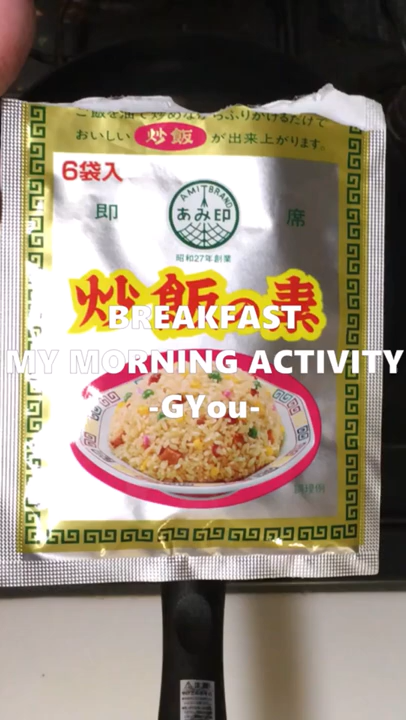 ご飯を油で炒めながらふりかけるだけで
おいしい 炒飯 が出来上がります。
6袋入
AMI BRAND
即 あみ印 席
昭和27年創業
炒飯の素
BREAKFAST
MY MORNING ACTIVITY
-GYou-
調理例